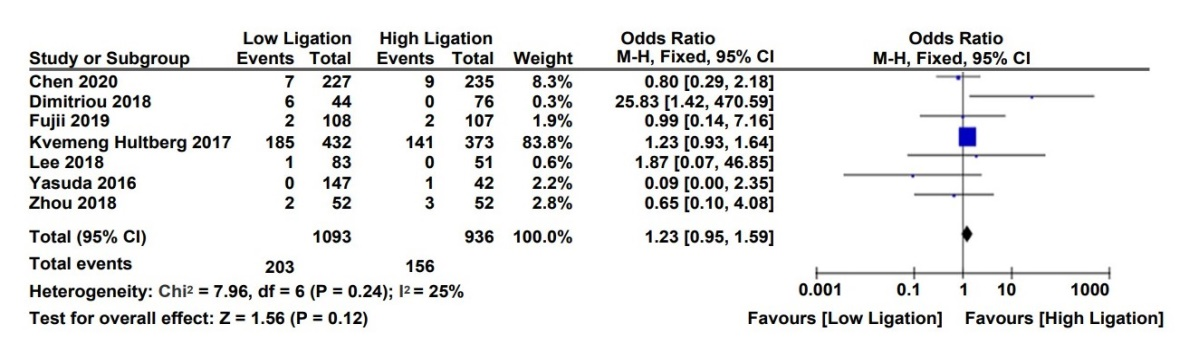 Low Ligation High Ligation Odds Ratio Odds Ratio
Study or Subgroup Events Total Events Total Weight M-H, Fixed, 95% CI M-H, Fixed, 95% CI
Chen 2020 7 227 9 235 8.3% 0.80 [0.29, 2.18]
Dimitriou 2018 6 44 0 76 0.3% 25.83 [1.42, 470.59]
Fujii 2019 2 108 2 107 1.9% 0.99 [0.14, 7.16]
Kvemeng Hultberg 2017 185 432 141 373 83.8% 1.23 [0.93, 1.64]
Lee 2018 1 83 0 51 0.6% 1.87 [0.07, 46.85]
Yasuda 2016 0 147 1 42 2.2% 0.09 [0.00, 2.35]
Zhou 2018 2 52 3 52 2.8% 0.65 [0.10, 4.08]
Total (95% CI) 1093 936 100.0% 1.23 [0.95, 1.59]
Total events 203 156
Heterogeneity: Chi² = 7.96, df = 6 (P = 0.24); I² = 25%
Test for overall effect: Z = 1.56 (P = 0.12)
0.001 0.1 1 10 1000
Favours [Low Ligation] Favours [High Ligation]